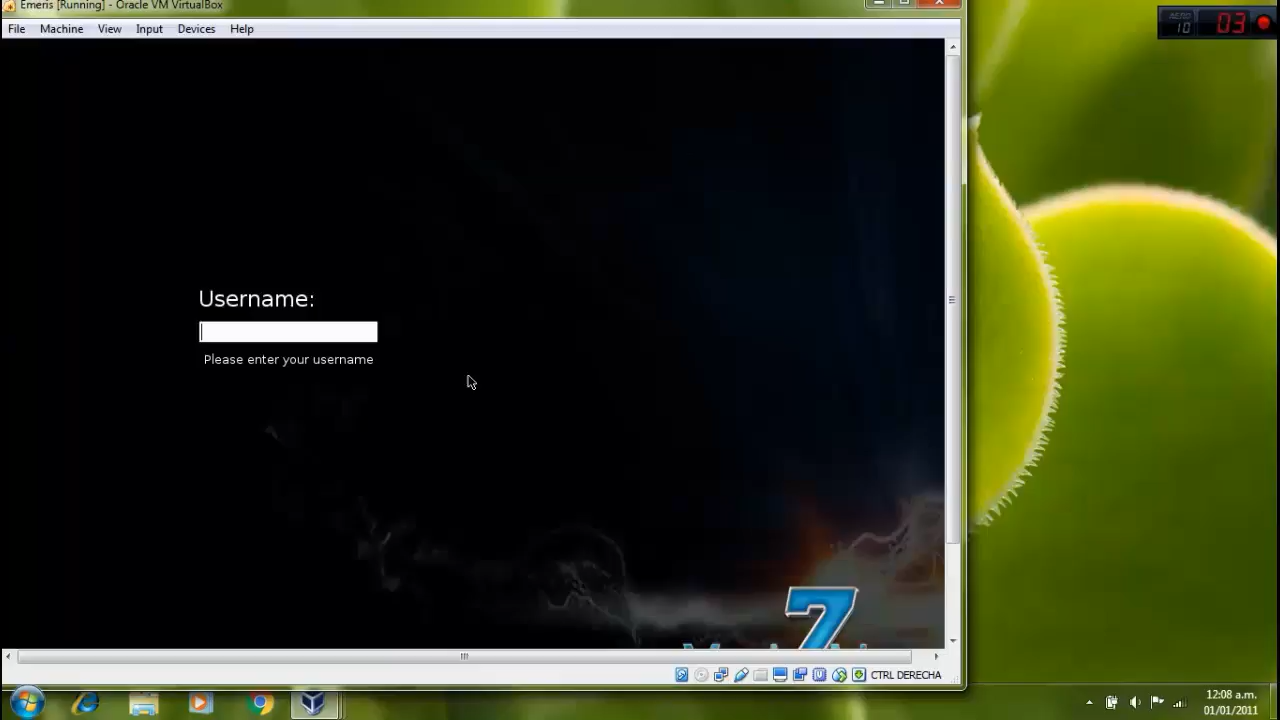 Emeris [Running] - Oracle VM VirtualBox
File Machine View Input Devices Help
03
10
Username:
Please enter your username
7
CTRL DERECHA
12:08 a.m.
01/01/2011